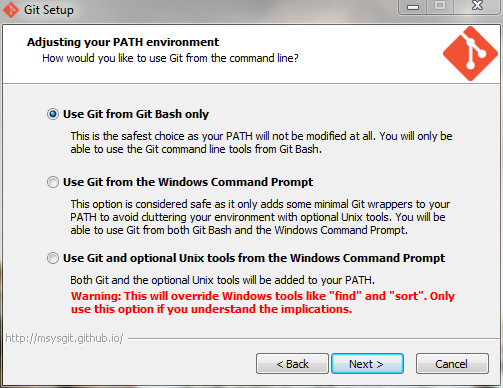 Git Setup
Adjusting your PATH environment
How would you like to use Git from the command line?
Use Git from Git Bash only
This is the safest choice as your PATH will not be modified at all. You will only be
able to use the Git command line tools from Git Bash.
Use Git from the Windows Command Prompt
This option is considered safe as it only adds some minimal Git wrappers to your
PATH to avoid cluttering your environment with optional Unix tools. You will be
able to use Git from both Git Bash and the Windows Command Prompt.
Use Git and optional Unix tools from the Windows Command Prompt
Both Git and the optional Unix tools will be added to your PATH.
Warning: This will override Windows tools like "find" and "sort". Only
use this option if you understand the implications.
http://msysgit.github.io/
< Back
Next >
Cancel